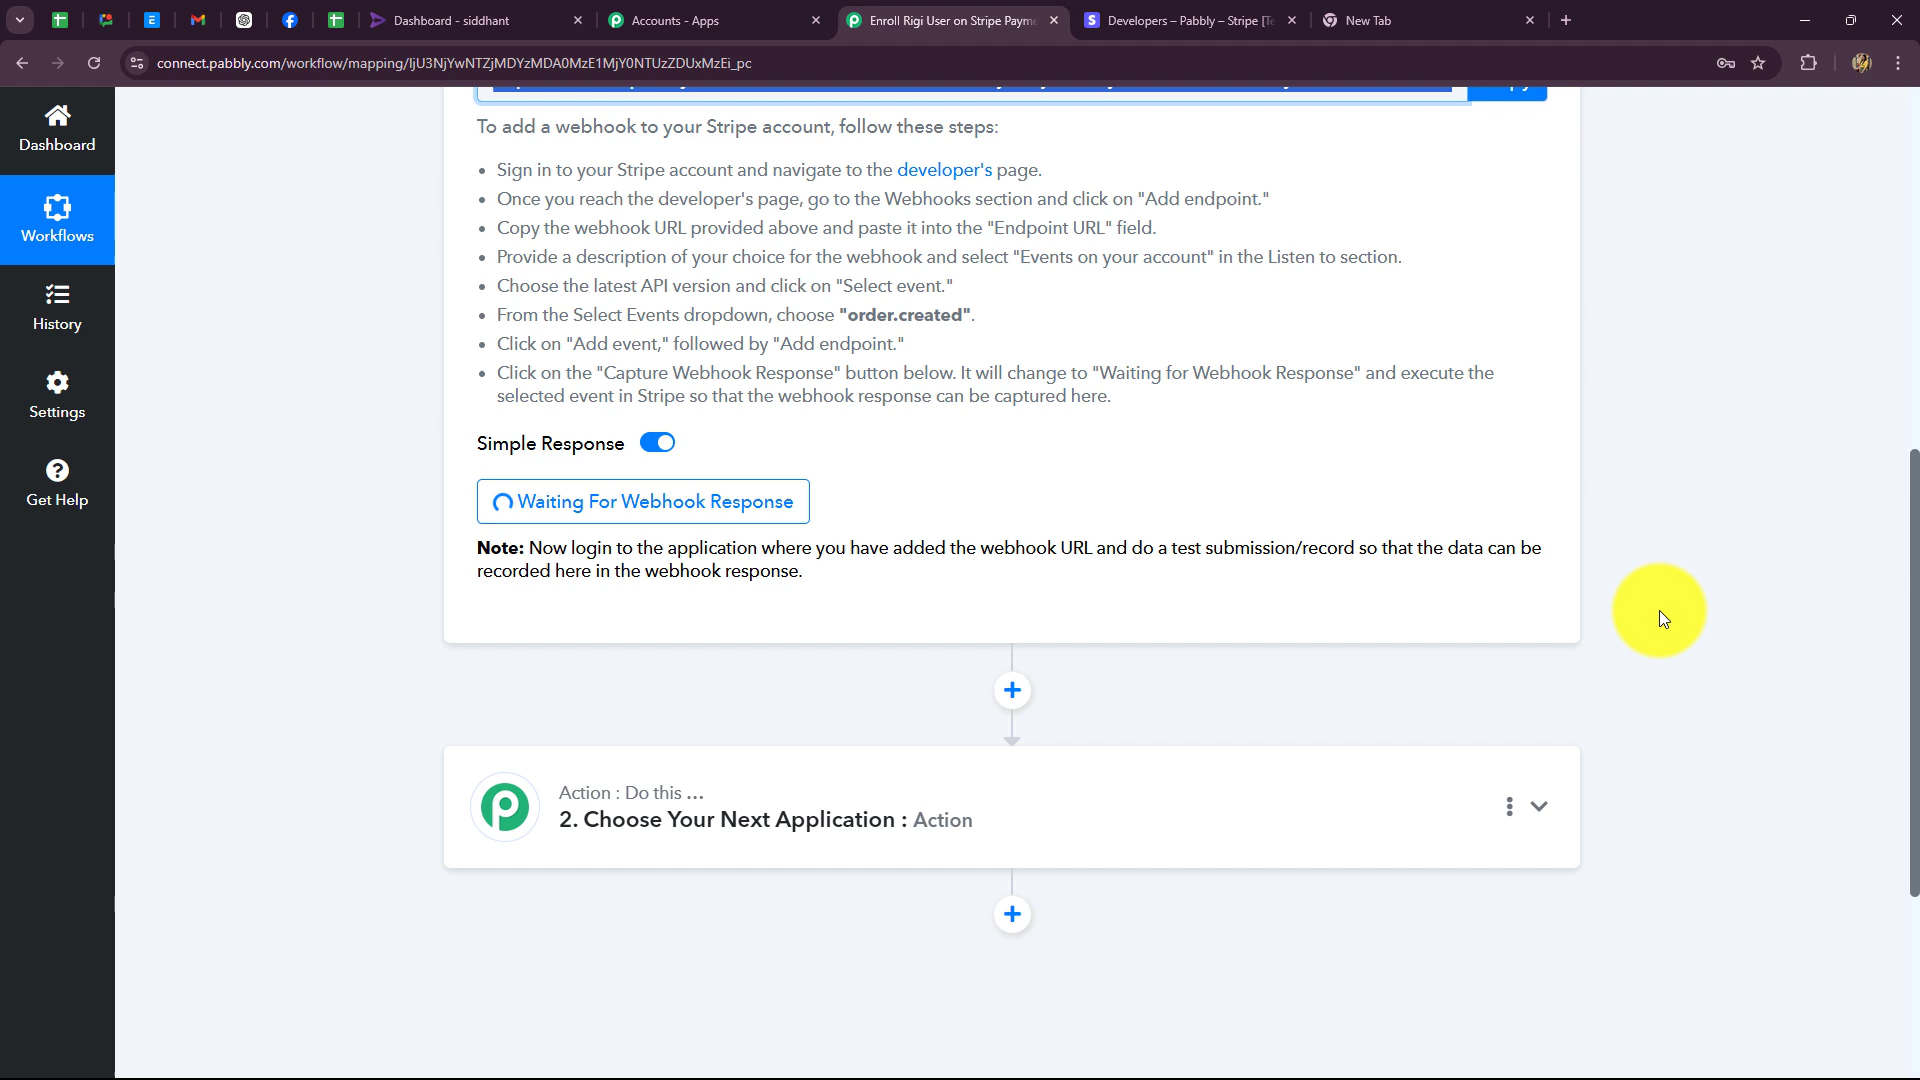 Dashboard - siddhant
Accounts - Apps
Enroll Rigi User on Stripe Payme
Developers – Pabbly – Stripe [Te
New Tab
connect.pabbly.com/workflow/mapping/IjU3NjYwNTZjMDYzMDA0MzE1MjY0NTUzZDUxMzEi_pc
Dashboard
Workflows
History
Settings
Get Help
To add a webhook to your Stripe account, follow these steps:
• Sign in to your Stripe account and navigate to the developer's page.
• Once you reach the developer's page, go to the Webhooks section and click on "Add endpoint."
• Copy the webhook URL provided above and paste it into the "Endpoint URL" field.
• Provide a description of your choice for the webhook and select "Events on your account" in the Listen to section.
• Choose the latest API version and click on "Select event."
• From the Select Events dropdown, choose "order.created".
• Click on "Add event," followed by "Add endpoint."
• Click on the "Capture Webhook Response" button below. It will change to "Waiting for Webhook Response" and execute the
selected event in Stripe so that the webhook response can be captured here.
Simple Response
Waiting For Webhook Response
Note: Now login to the application where you have added the webhook URL and do a test submission/record so that the data can be
recorded here in the webhook response.
Action : Do this ...
2. Choose Your Next Application : Action